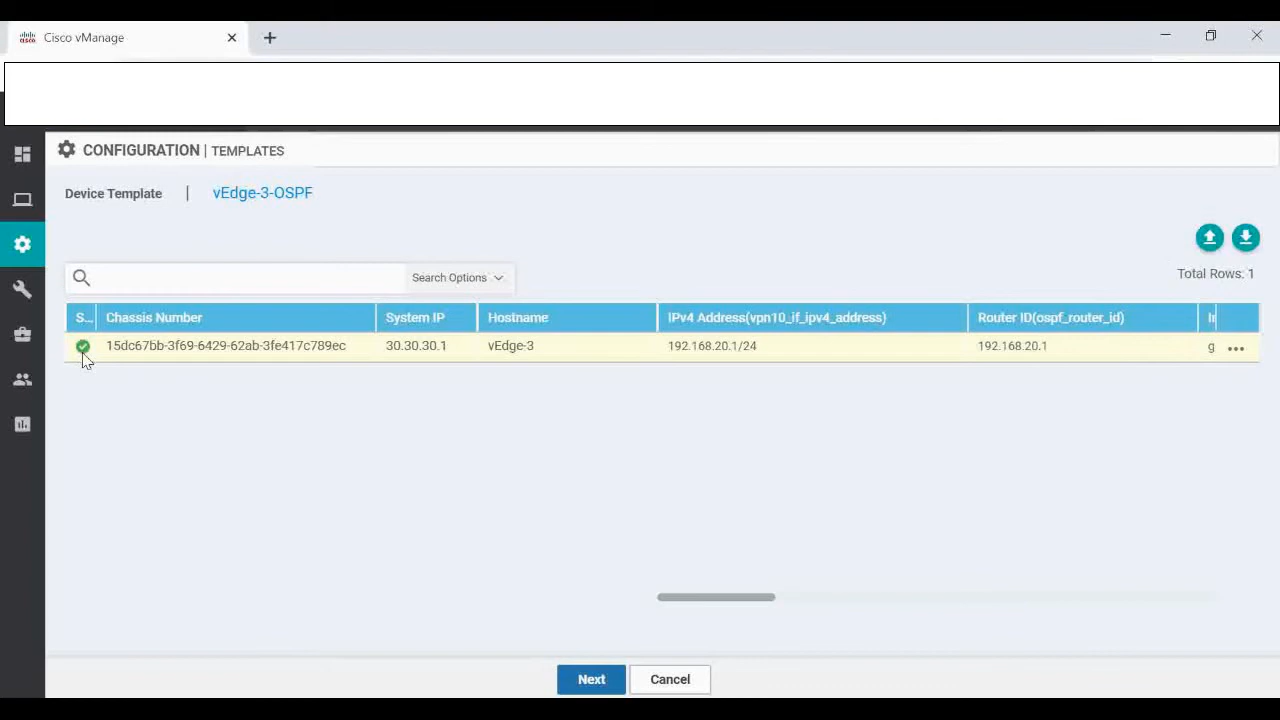 cisco Cisco vManage
CONFIGURATION | TEMPLATES
Device Template | vEdge-3-OSPF
Search Options
Total Rows: 1
S... Chassis Number System IP Hostname IPv4 Address(vpn10_if_ipv4_address) Router ID(ospf_router_id) In
15dc67bb-3f69-6429-62ab-3fe417c789ec 30.30.30.1 vEdge-3 192.168.20.1/24 192.168.20.1 g ...
Next Cancel